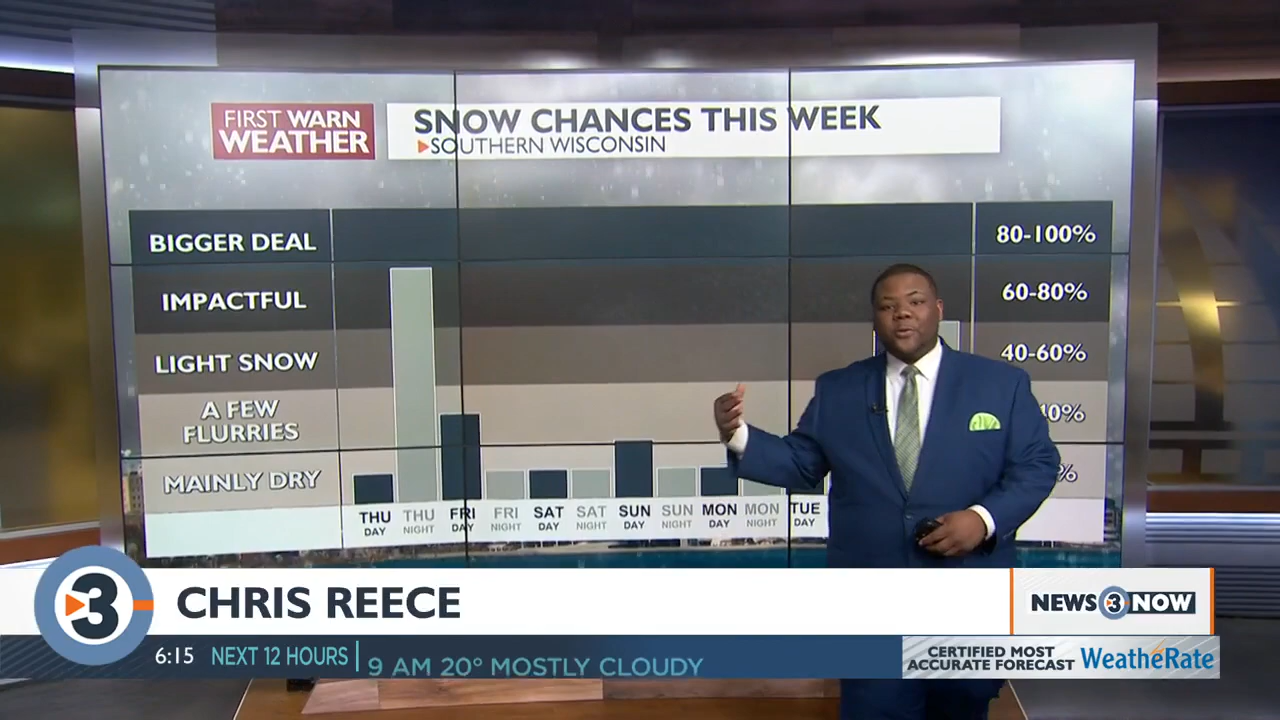 FIRST WARN
WEATHER
SNOW CHANCES THIS WEEK
SOUTHERN WISCONSIN
BIGGER DEAL
80-100%
IMPACTFUL
60-80%
LIGHT SNOW
40-60%
A FEW
FLURRIES
MAINLY DRY
THU
DAY
THU
NIGHT
FRI
DAY
FRI
NIGHT
SAT
DAY
SAT
NIGHT
SUN
DAY
SUN
NIGHT
MON
DAY
MON
NIGHT
TUE
DAY
3
CHRIS REECE
NEWS 3 NOW
6:15 NEXT 12 HOURS 9 AM 20° MOSTLY CLOUDY
CERTIFIED MOST
ACCURATE FORECAST
WeatheRate